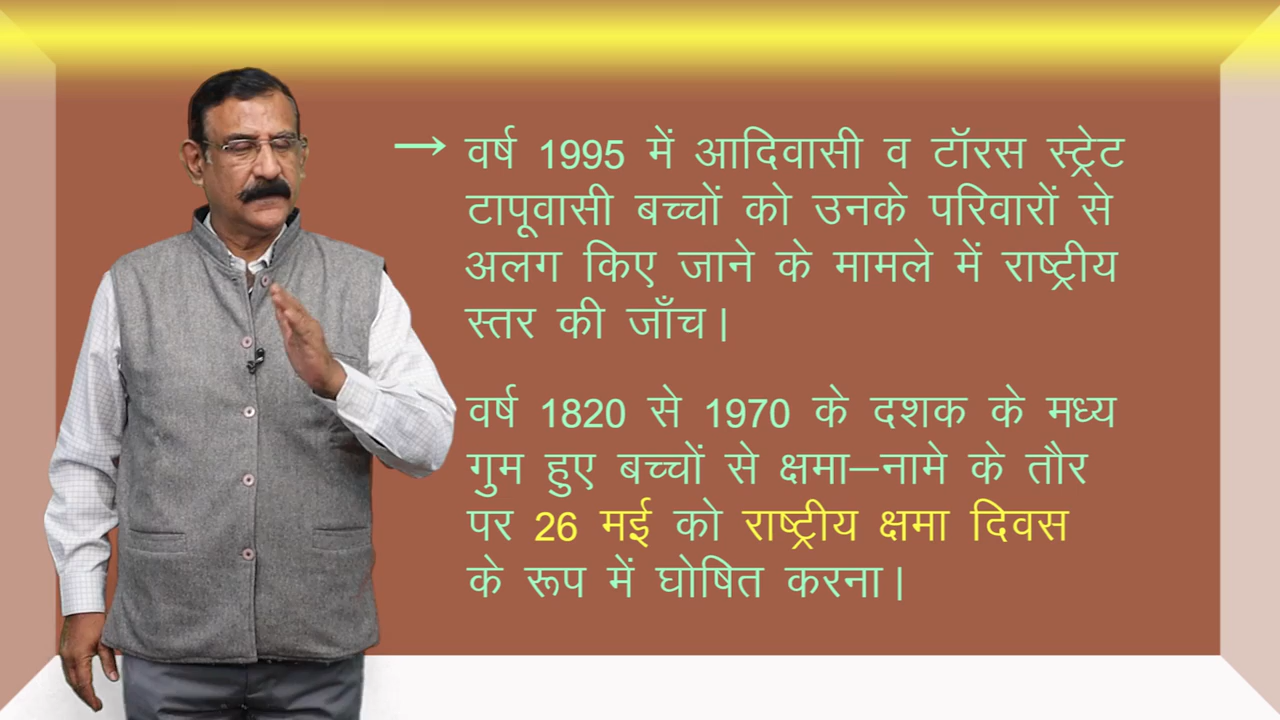 → वर्ष 1995 में आदिवासी व टॉरस स्ट्रेट
टापूवासी बच्चों को उनके परिवारों से
अलग किए जाने के मामले में राष्ट्रीय
स्तर की जाँच।
वर्ष 1820 से 1970 के दशक के मध्य
गुम हुए बच्चों से क्षमा–नामे के तौर
पर 26 मई को राष्ट्रीय क्षमा दिवस
के रूप में घोषित करना।